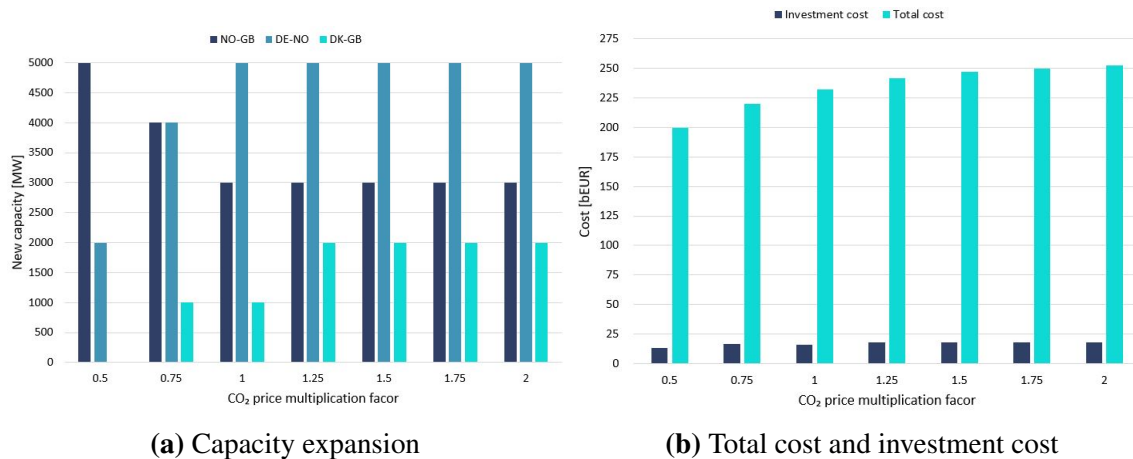 NO-GB DE-NO DK-GB
5000
4500
4000
3500
3000
2500
2000
1500
1000
500
0
New capacity [MW]
0.5 0.75 1 1.25 1.5 1.75 2
CO₂ price multiplication facor
(a) Capacity expansion
Investment cost Total cost
275
250
225
200
175
150
125
100
75
50
25
0
Cost [bEUR]
0.5 0.75 1 1.25 1.5 1.75 2
CO₂ price multiplication facor
(b) Total cost and investment cost